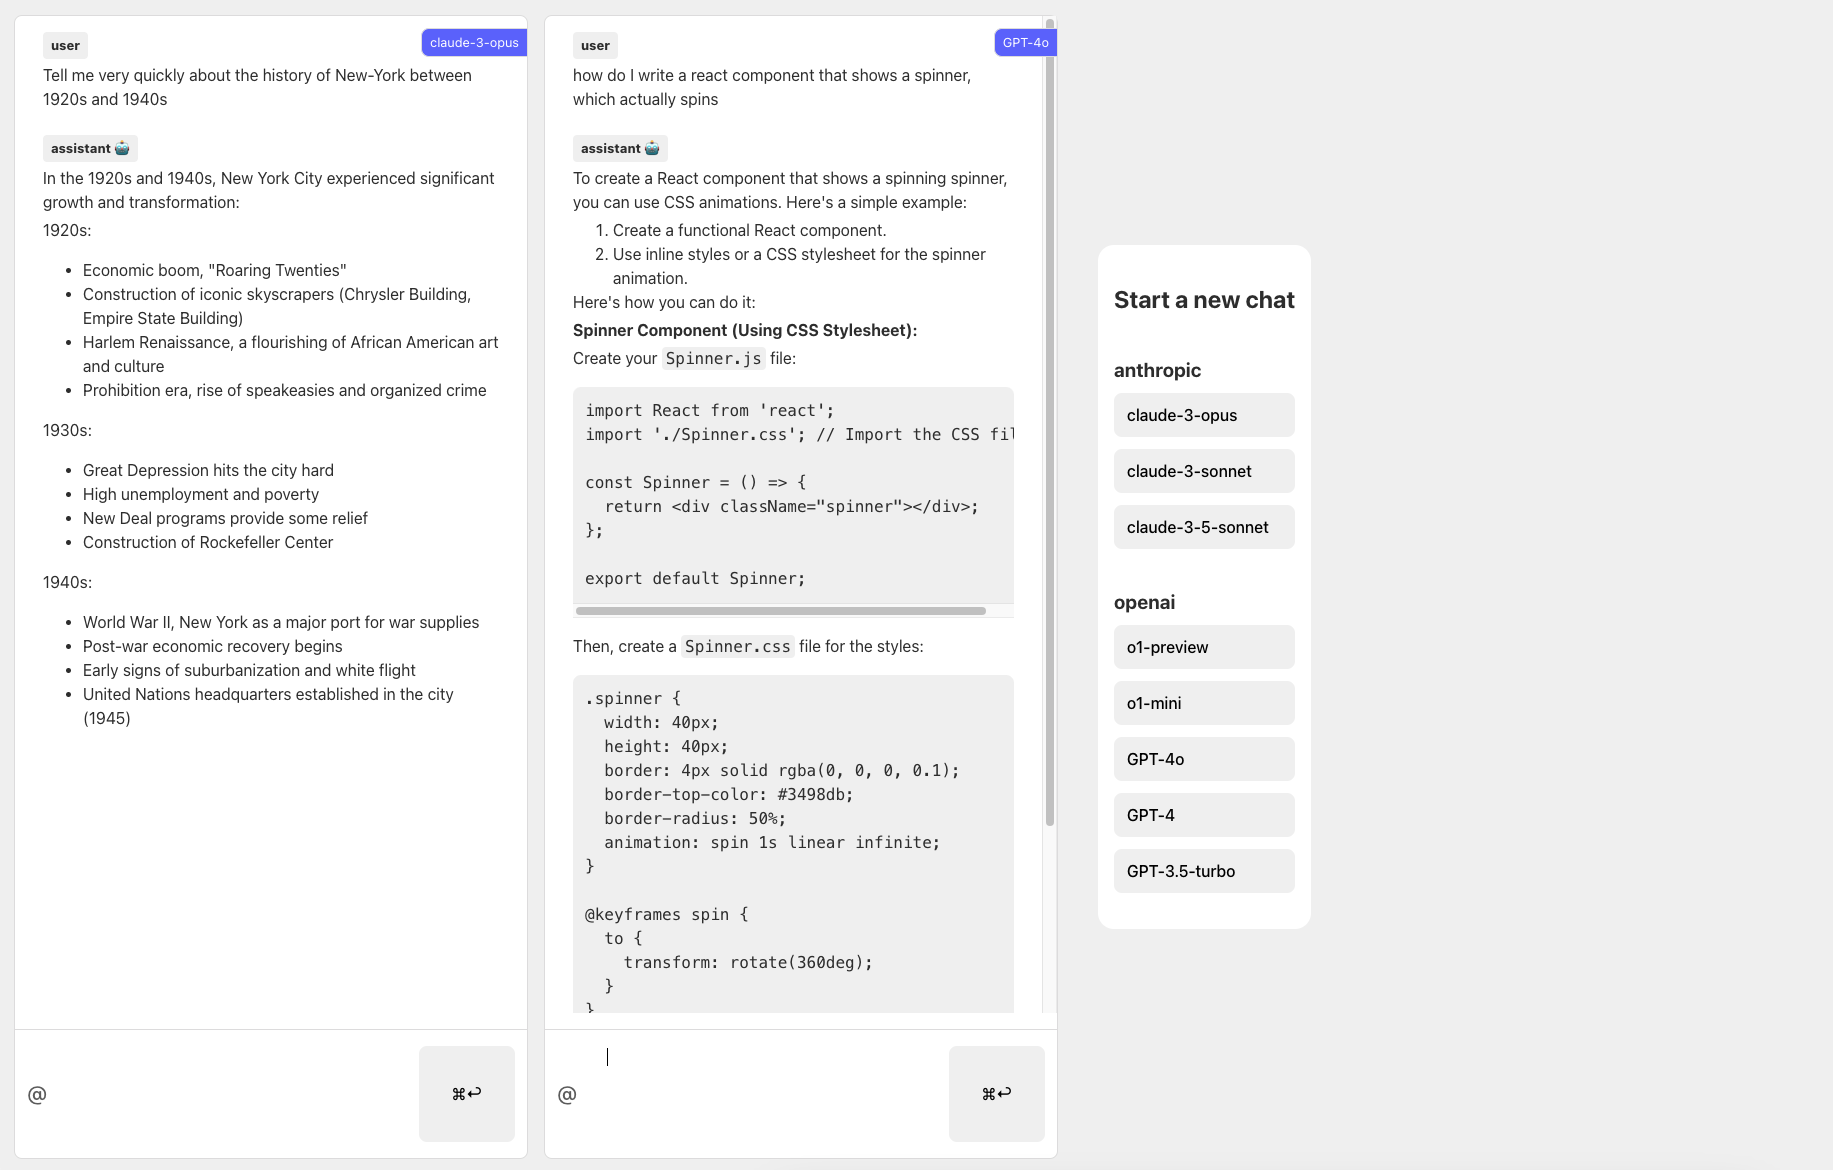 user
claude-3-opus
Tell me very quickly about the history of New-York between
1920s and 1940s
assistant 🤖
In the 1920s and 1940s, New York City experienced significant
growth and transformation:
1920s:
• Economic boom, "Roaring Twenties"
• Construction of iconic skyscrapers (Chrysler Building,
Empire State Building)
• Harlem Renaissance, a flourishing of African American art
and culture
• Prohibition era, rise of speakeasies and organized crime
1930s:
• Great Depression hits the city hard
• High unemployment and poverty
• New Deal programs provide some relief
• Construction of Rockefeller Center
1940s:
• World War II, New York as a major port for war supplies
• Post-war economic recovery begins
• Early signs of suburbanization and white flight
• United Nations headquarters established in the city
(1945)
@
⌘↩
user
GPT-4o
how do I write a react component that shows a spinner,
which actually spins
assistant 🤖
To create a React component that shows a spinning spinner,
you can use CSS animations. Here's a simple example:
1. Create a functional React component.
2. Use inline styles or a CSS stylesheet for the spinner
animation.
Here's how you can do it:
Spinner Component (Using CSS Stylesheet):
Create your Spinner.js file:
import React from 'react';
import './Spinner.css'; // Import the CSS fil
const Spinner = () => {
  return <div className="spinner"></div>;
};
export default Spinner;
Then, create a Spinner.css file for the styles:
.spinner {
  width: 40px;
  height: 40px;
  border: 4px solid rgba(0, 0, 0, 0.1);
  border-top-color: #3498db;
  border-radius: 50%;
  animation: spin 1s linear infinite;
}
@keyframes spin {
  to {
    transform: rotate(360deg);
  }
}
@
⌘↩
Start a new chat
anthropic
claude-3-opus
claude-3-sonnet
claude-3-5-sonnet
openai
o1-preview
o1-mini
GPT-4o
GPT-4
GPT-3.5-turbo